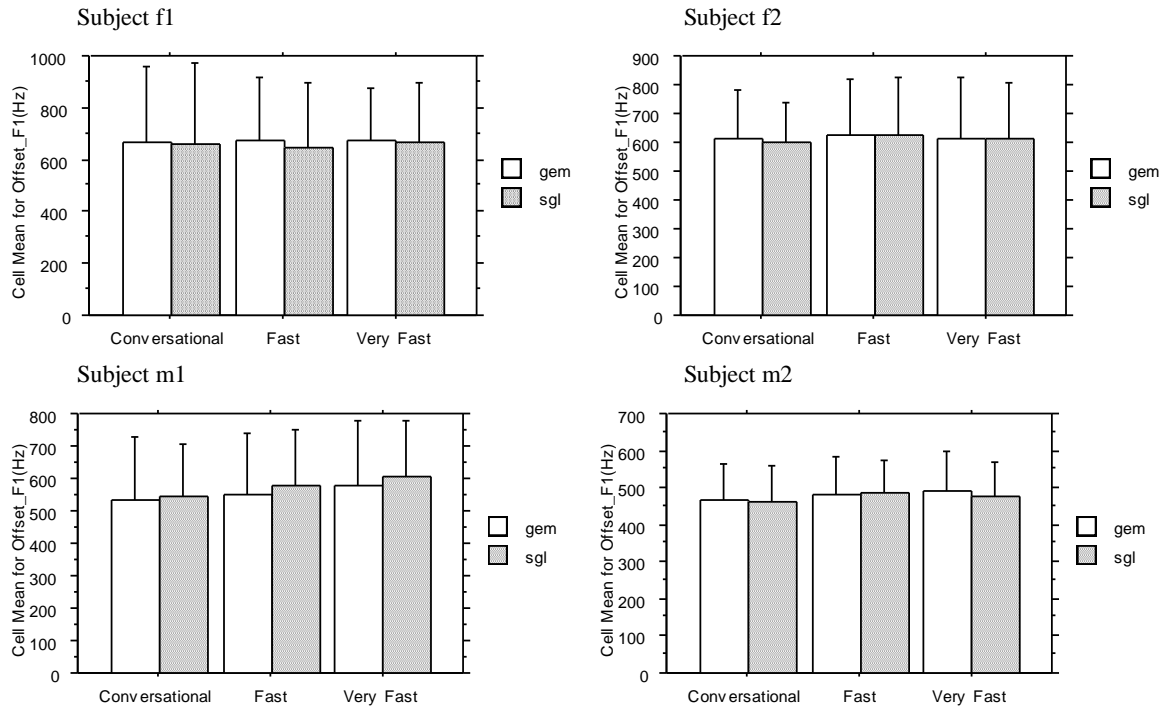 Subject f1
Cell Mean for Offset_F1(Hz)
1000
800
600
400
200
0
Conversational Fast Very Fast
gem
sgl
Subject f2
Cell Mean for Offset_F1(Hz)
900
800
700
600
500
400
300
200
100
0
Conversational Fast Very Fast
gem
sgl
Subject m1
Cell Mean for Offset_F1(Hz)
800
700
600
500
400
300
200
100
0
Conversational Fast Very Fast
gem
sgl
Subject m2
Cell Mean for Offset_F1(Hz)
700
600
500
400
300
200
100
0
Conversational Fast Very Fast
gem
sgl